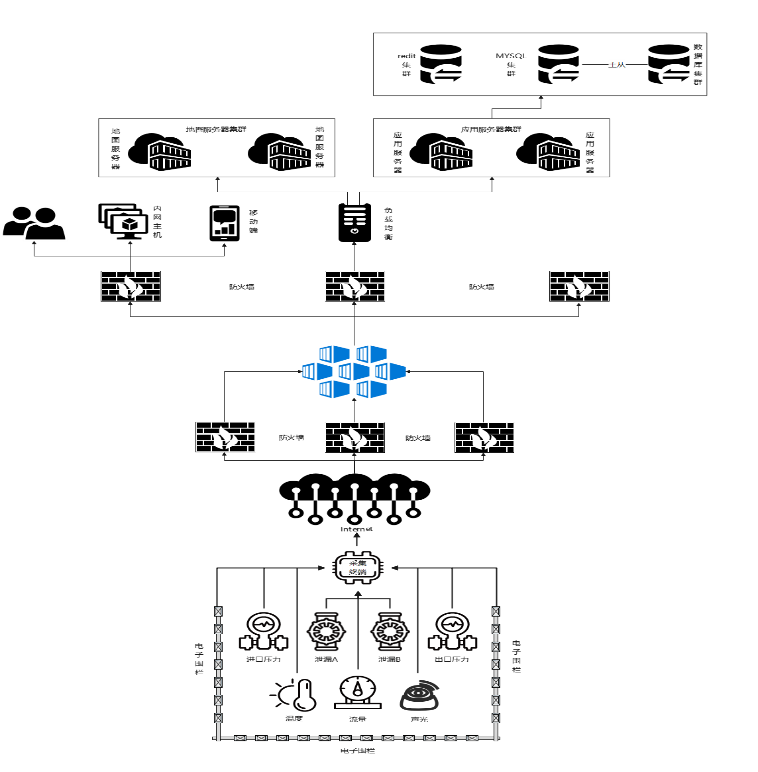 redit
集
群
MYSQL
集
群
主从
数
据
库
集
群
地图服务器集群
地
图
服
务
器
地
图
服
务
器
应用服务器集群
应
用
服
务
器
应
用
服
务
器
内
网
主
机
移
动
端
负
载
均
衡
防火墙
防火墙
防火墙
防火墙
Internet
采集
终端
电
子
围
栏
进口压力
泄漏A
泄漏B
出口压力
电
子
围
栏
温度
流量
声光
电子围栏